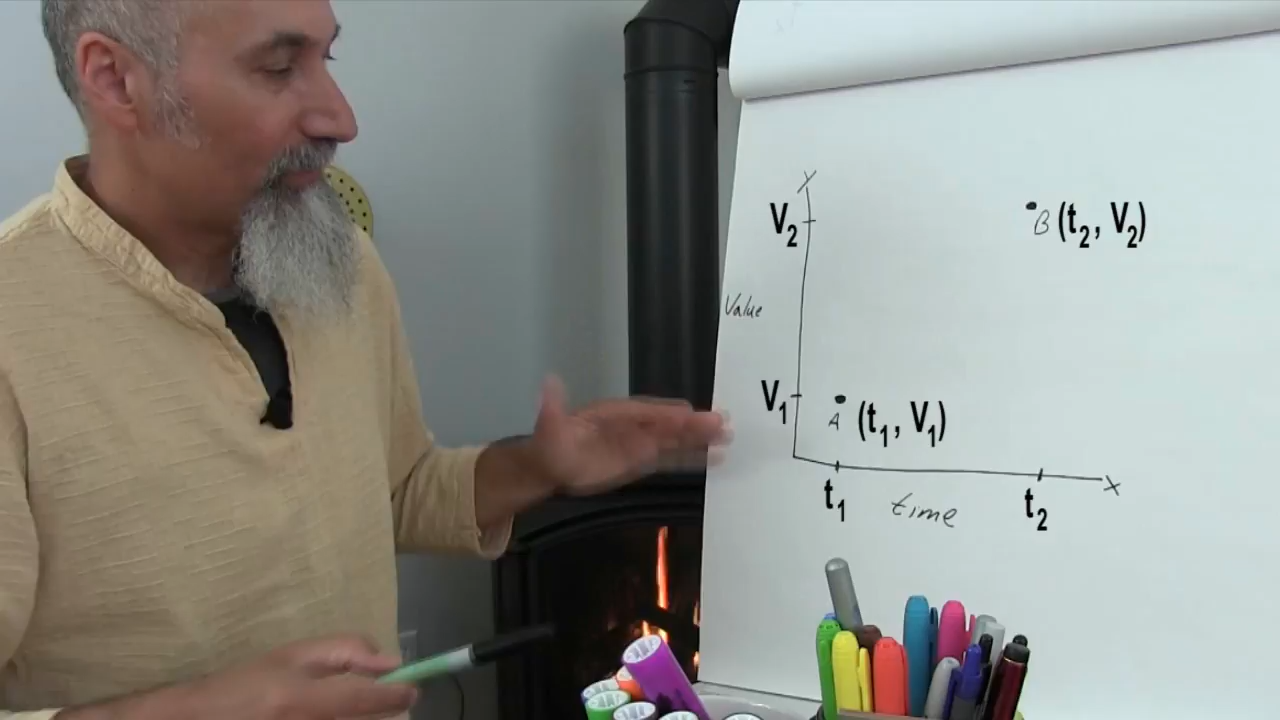 Y
V2
B (t2, V2)
Value
V1
A (t1, V1)
X
t1 time t2